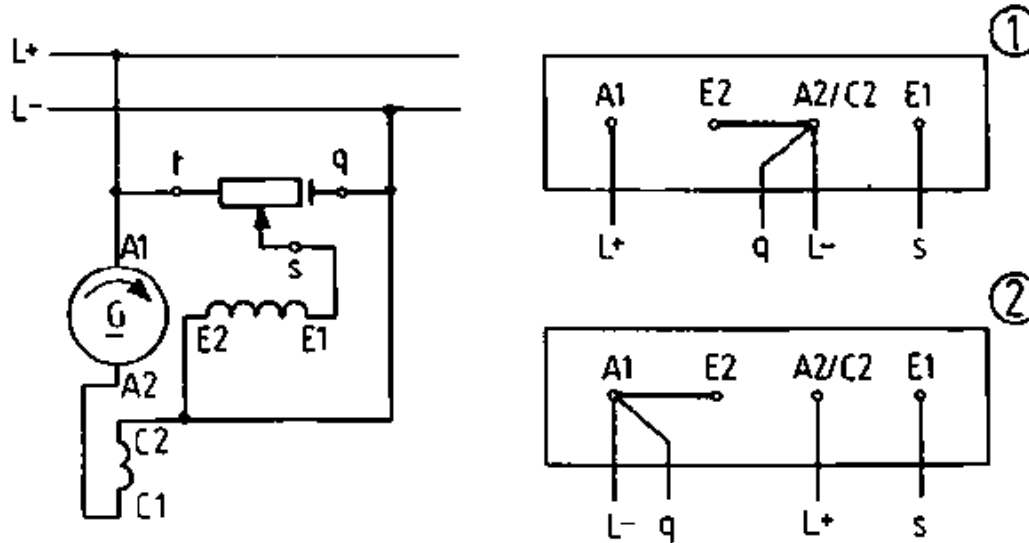 L+
L-
t
q
s
A1
G
A2
E2 E1
C2
C1
1
A1 E2 A2/C2 E1
L+ q L- s
2
A1 E2 A2/C2 E1
L- q L+ s